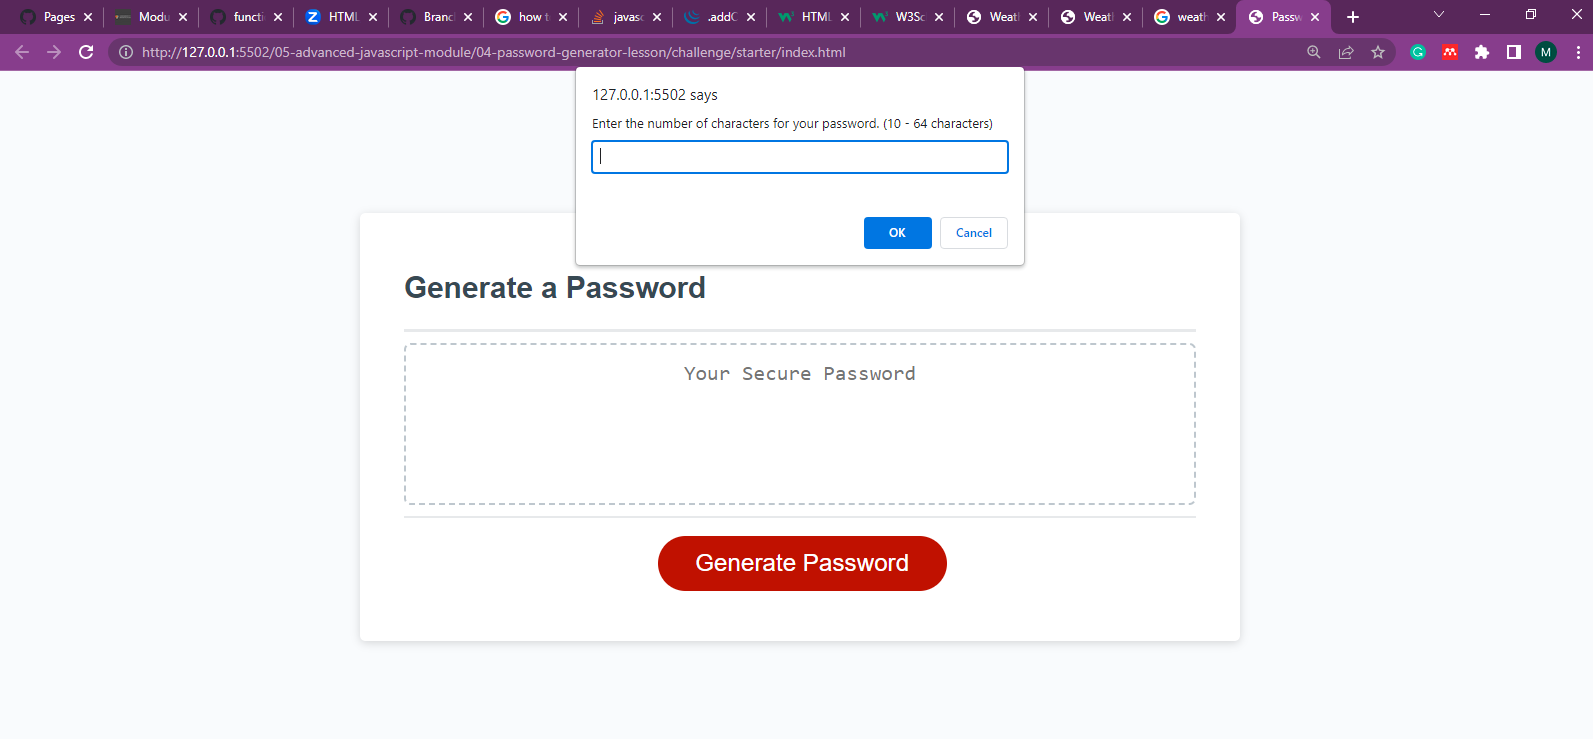 Pages
Modu
functi
HTML
Branc
how t
javasc
.addC
HTML
W3Sc
Weat
Weat
weath
Passw
http://127.0.0.1:5502/05-advanced-javascript-module/04-password-generator-lesson/challenge/starter/index.html
M
127.0.0.1:5502 says
Enter the number of characters for your password. (10 - 64 characters)
OK
Cancel
Generate a Password
Your Secure Password
Generate Password